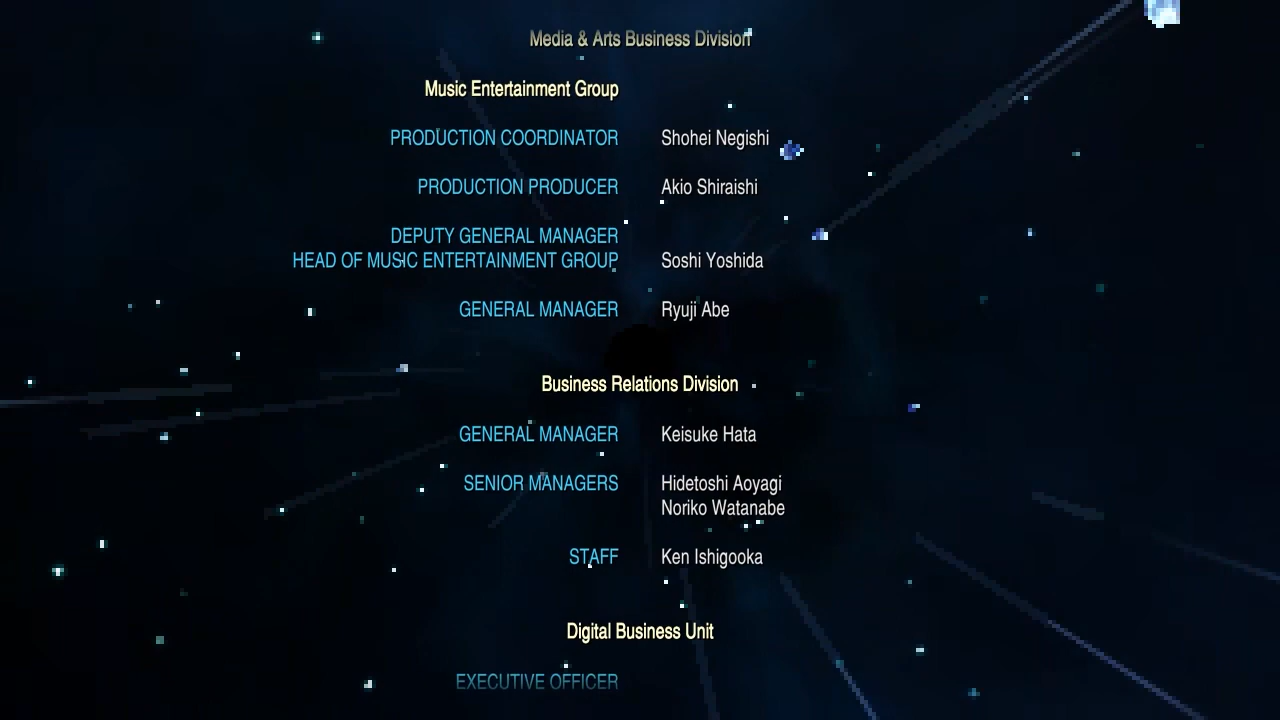 Media & Arts Business Division
Music Entertainment Group
PRODUCTION COORDINATOR Shohei Negishi
PRODUCTION PRODUCER Akio Shiraishi
DEPUTY GENERAL MANAGER
HEAD OF MUSIC ENTERTAINMENT GROUP Soshi Yoshida
GENERAL MANAGER Ryuji Abe
Business Relations Division
GENERAL MANAGER Keisuke Hata
SENIOR MANAGERS Hidetoshi Aoyagi
Noriko Watanabe
STAFF Ken Ishigooka
Digital Business Unit
EXECUTIVE OFFICER